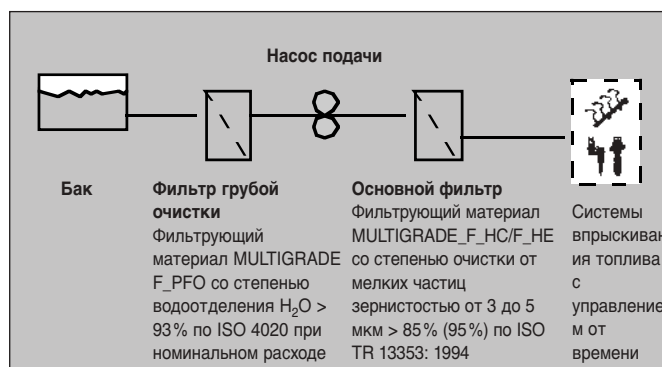 Насос подачи
Бак
Фильтр грубой
очистки
Фильтрующий
материал MULTIGRADE
F_PFO со степенью
водоотделения H₂O >
93% по ISO 4020 при
номинальном расходе
Основной фильтр
Фильтрующий материал
MULTIGRADE_F_HC/F_HE
со степенью очистки от
мелких частиц
зернистостью от 3 до 5
мкм > 85% (95%) по ISO
TR 13353: 1994
Системы
впрыскиван
ия топлива
с
управление
м от
времени